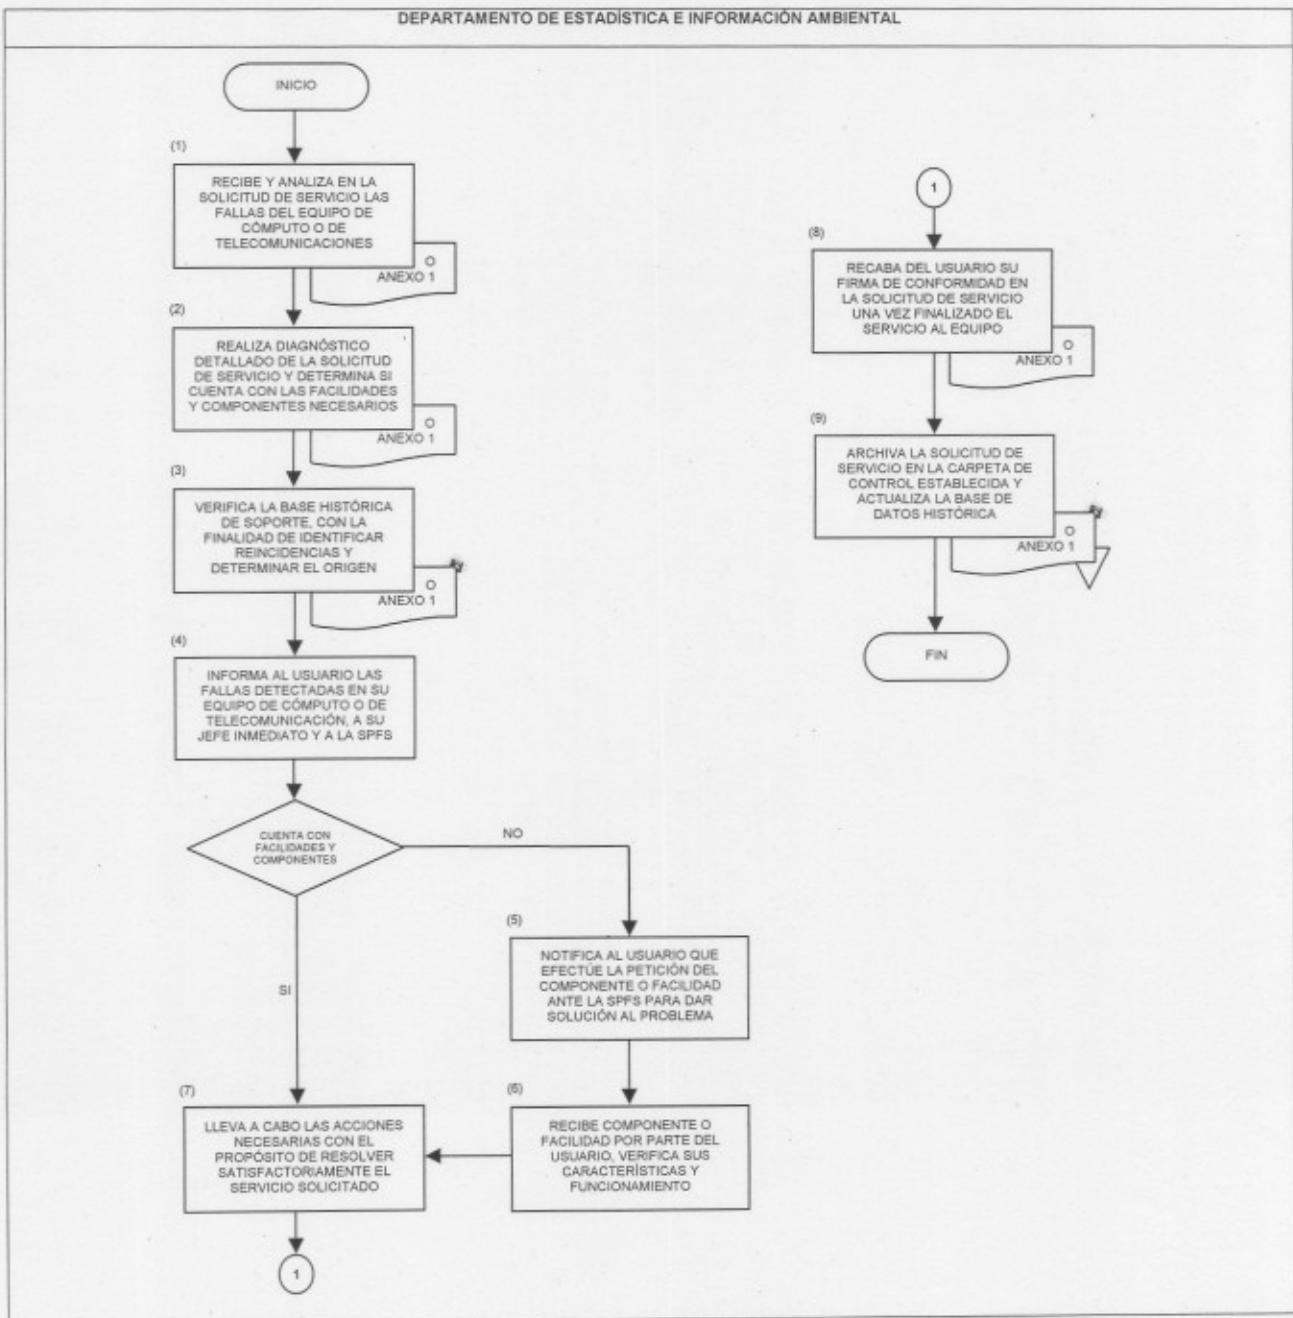 DEPARTAMENTO DE ESTADÍSTICA E INFORMACIÓN AMBIENTAL
INICIO
(1)
RECIBE Y ANALIZA EN LA
SOLICITUD DE SERVICIO LAS
FALLAS DEL EQUIPO DE
CÓMPUTO O DE
TELECOMUNICACIONES
O
ANEXO 1
(2)
REALIZA DIAGNÓSTICO
DETALLADO DE LA SOLICITUD
DE SERVICIO Y DETERMINA SI
CUENTA CON LAS FACILIDADES
Y COMPONENTES NECESARIOS
O
ANEXO 1
(3)
VERIFICA LA BASE HISTÓRICA
DE SOPORTE, CON LA
FINALIDAD DE IDENTIFICAR
REINCIDENCIAS Y
DETERMINAR EL ORIGEN
O
ANEXO 1
(4)
INFORMA AL USUARIO LAS
FALLAS DETECTADAS EN SU
EQUIPO DE CÓMPUTO O DE
TELECOMUNICACIÓN, A SU
JEFE INMEDIATO Y A LA SPFS
CUENTA CON
FACILIDADES Y
COMPONENTES
NO
SI
(5)
NOTIFICA AL USUARIO QUE
EFECTÚE LA PETICIÓN DEL
COMPONENTE O FACILIDAD
ANTE LA SPFS PARA DAR
SOLUCIÓN AL PROBLEMA
(6)
RECIBE COMPONENTE O
FACILIDAD POR PARTE DEL
USUARIO, VERIFICA SUS
CARACTERÍSTICAS Y
FUNCIONAMIENTO
(7)
LLEVA A CABO LAS ACCIONES
NECESARIAS CON EL
PROPÓSITO DE RESOLVER
SATISFACTORIAMENTE EL
SERVICIO SOLICITADO
1
1
(8)
RECABA DEL USUARIO SU
FIRMA DE CONFORMIDAD EN
LA SOLICITUD DE SERVICIO
UNA VEZ FINALIZADO EL
SERVICIO AL EQUIPO
O
ANEXO 1
(9)
ARCHIVA LA SOLICITUD DE
SERVICIO EN LA CARPETA DE
CONTROL ESTABLECIDA Y
ACTUALIZA LA BASE DE
DATOS HISTÓRICA
O
ANEXO 1
FIN